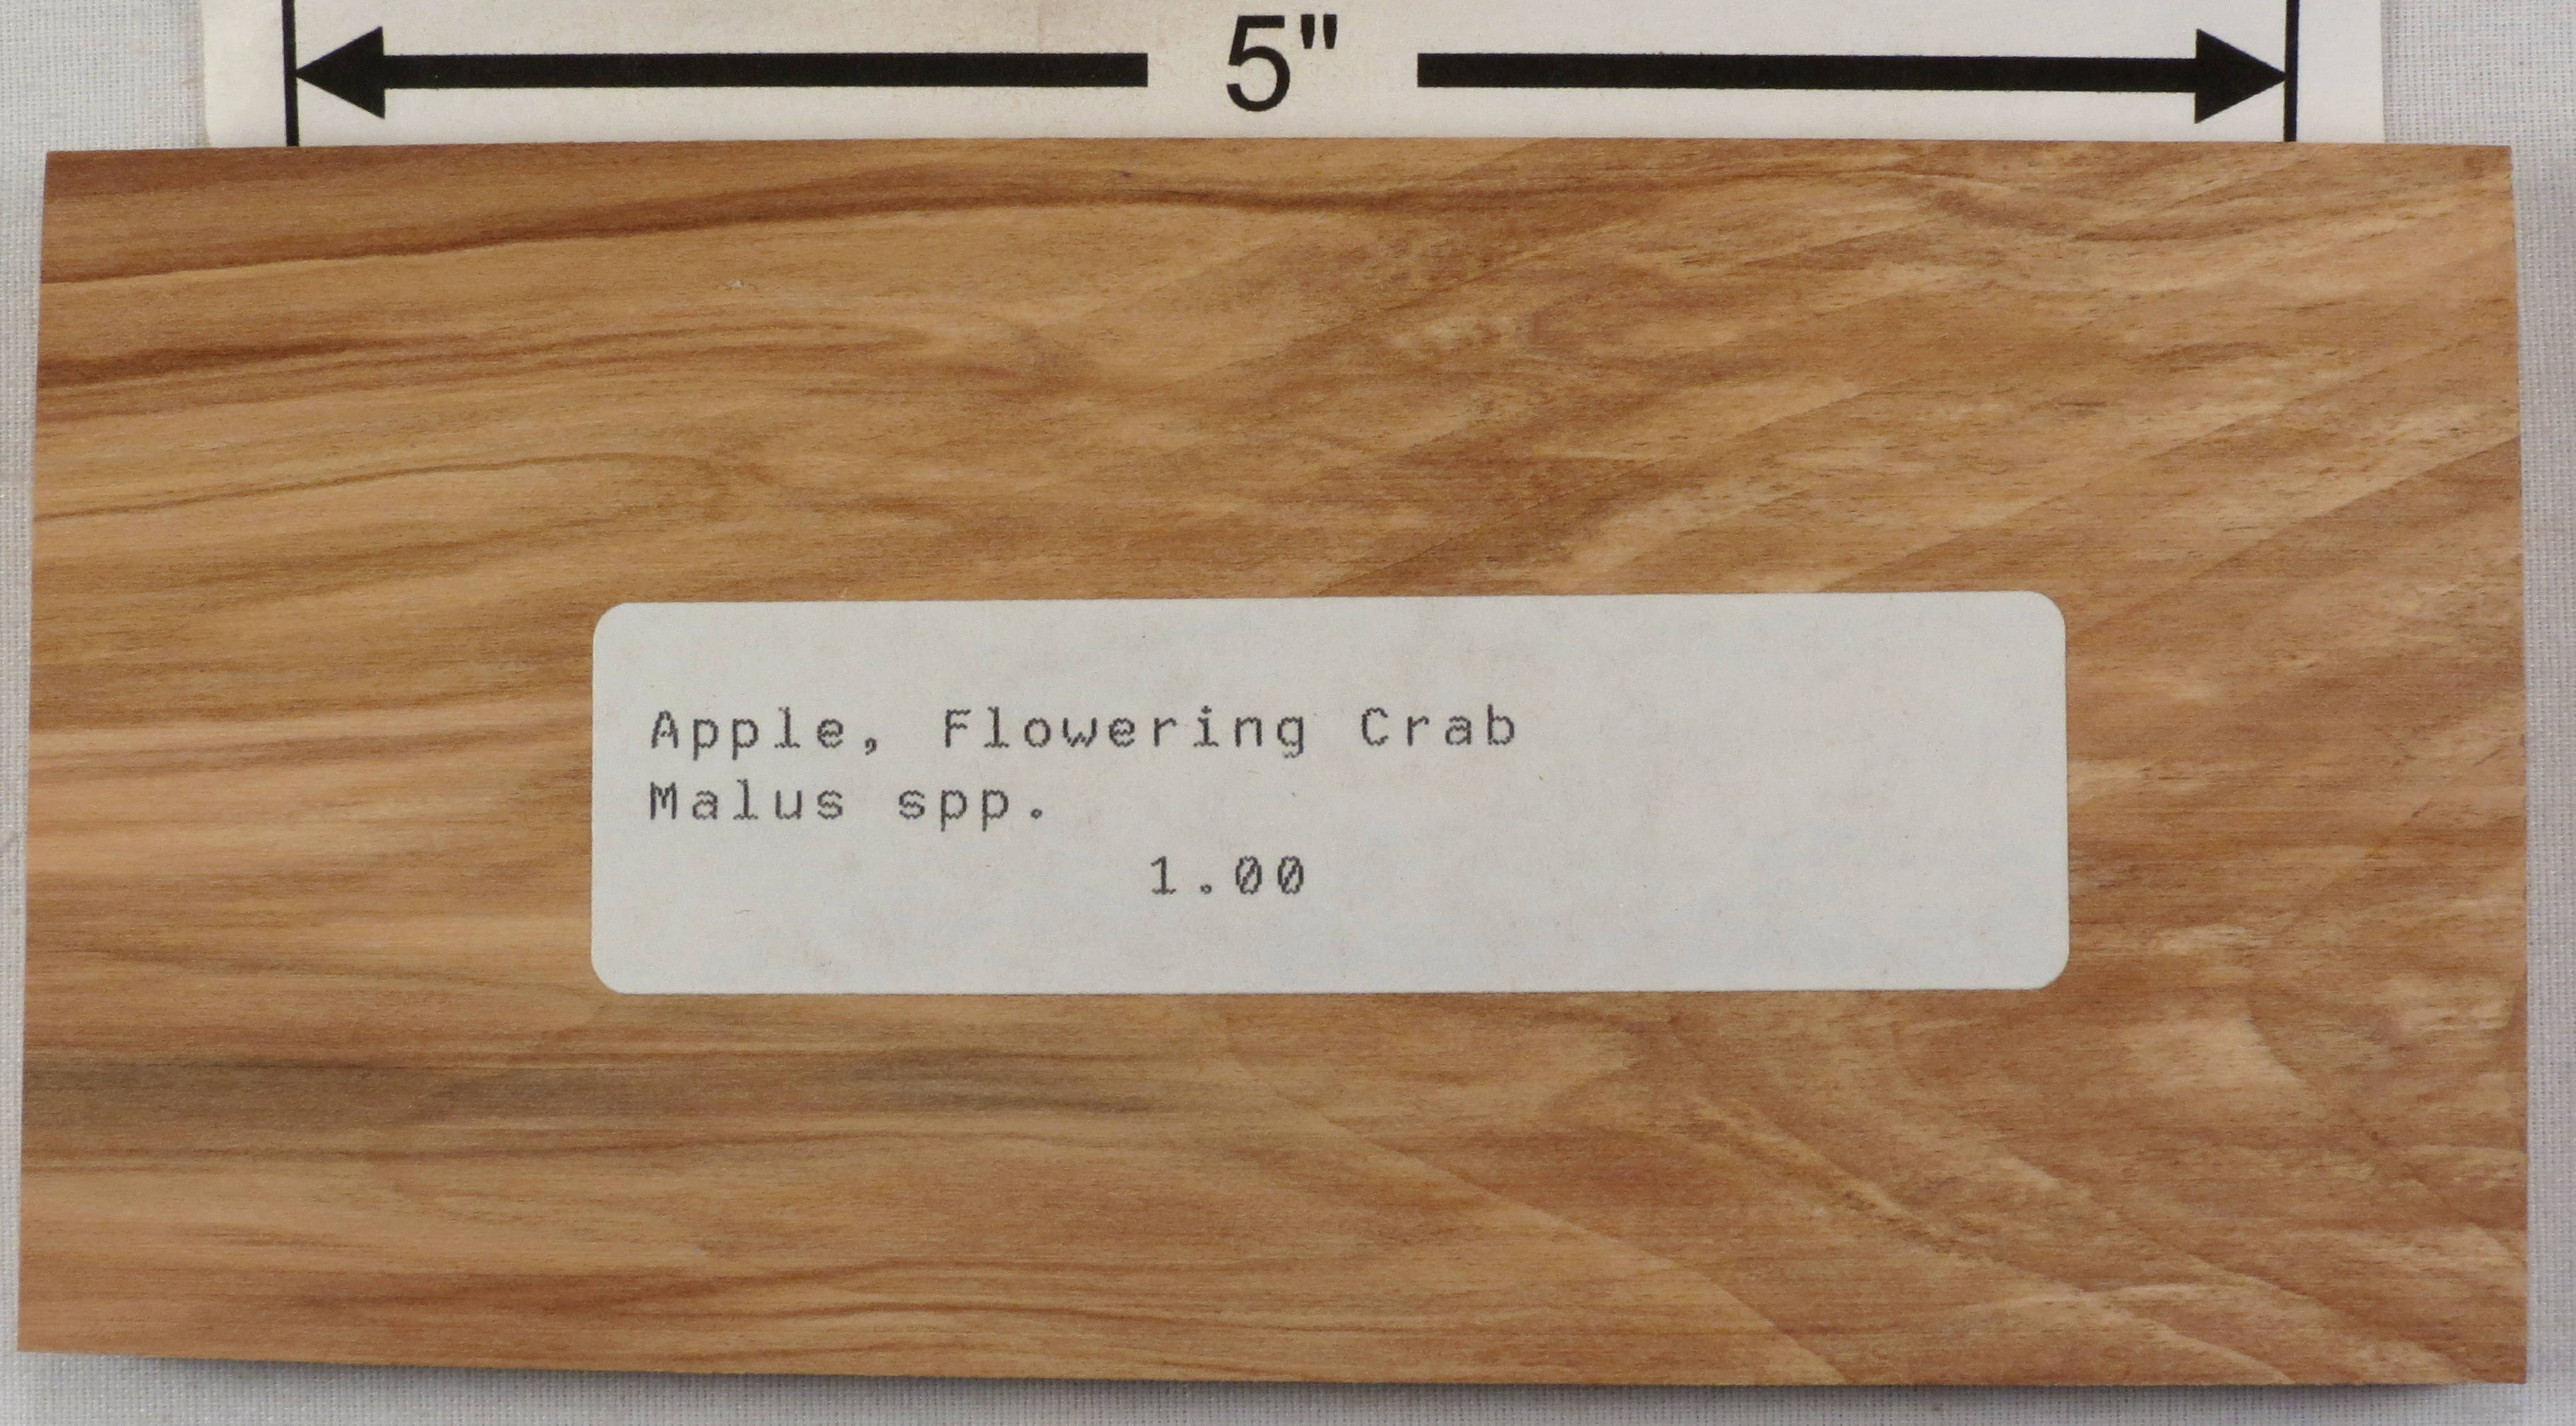 5"
Apple, Flowering Crab
Malus spp.
1.00